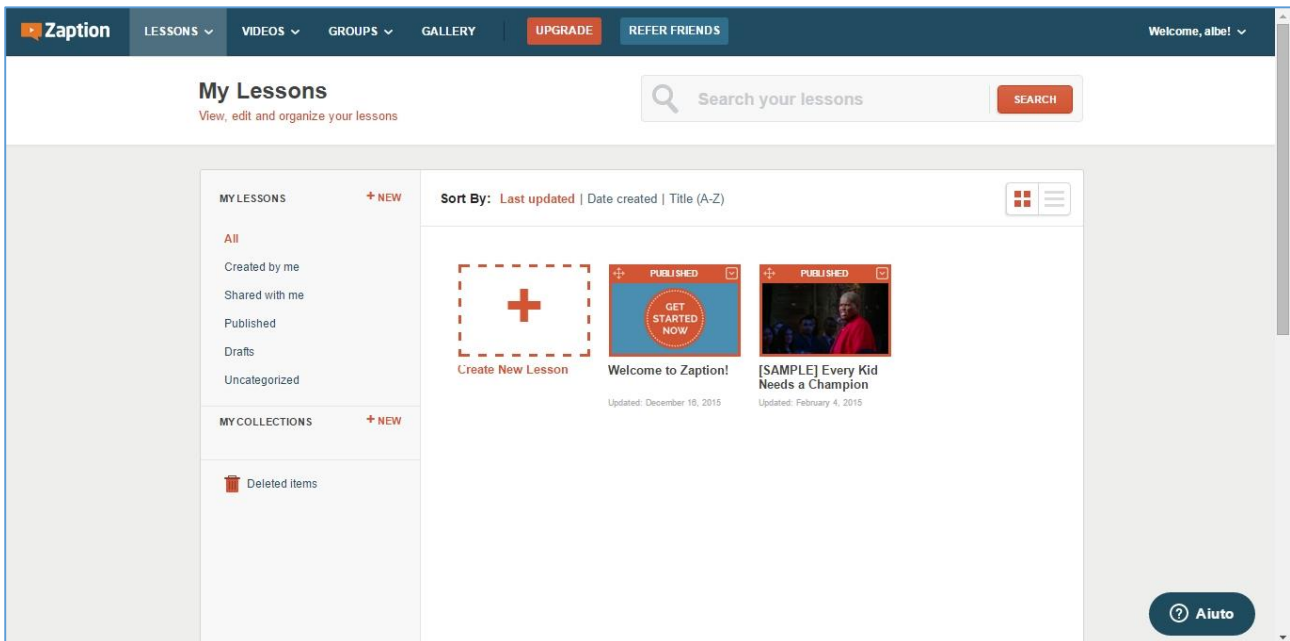 Zaption LESSONS VIDEOS GROUPS GALLERY UPGRADE REFER FRIENDS Welcome, albe!
My Lessons
View, edit and organize your lessons
Search your lessons SEARCH
MY LESSONS + NEW
All
Created by me
Shared with me
Published
Drafts
Uncategorized
MY COLLECTIONS + NEW
Deleted items
Sort By: Last updated | Date created | Title (A-Z)
Create New Lesson
PUBLISHED
GET
STARTED
NOW
Welcome to Zaption!
Updated: December 16, 2015
PUBLISHED
[SAMPLE] Every Kid
Needs a Champion
Updated: February 4, 2015
Aiuto